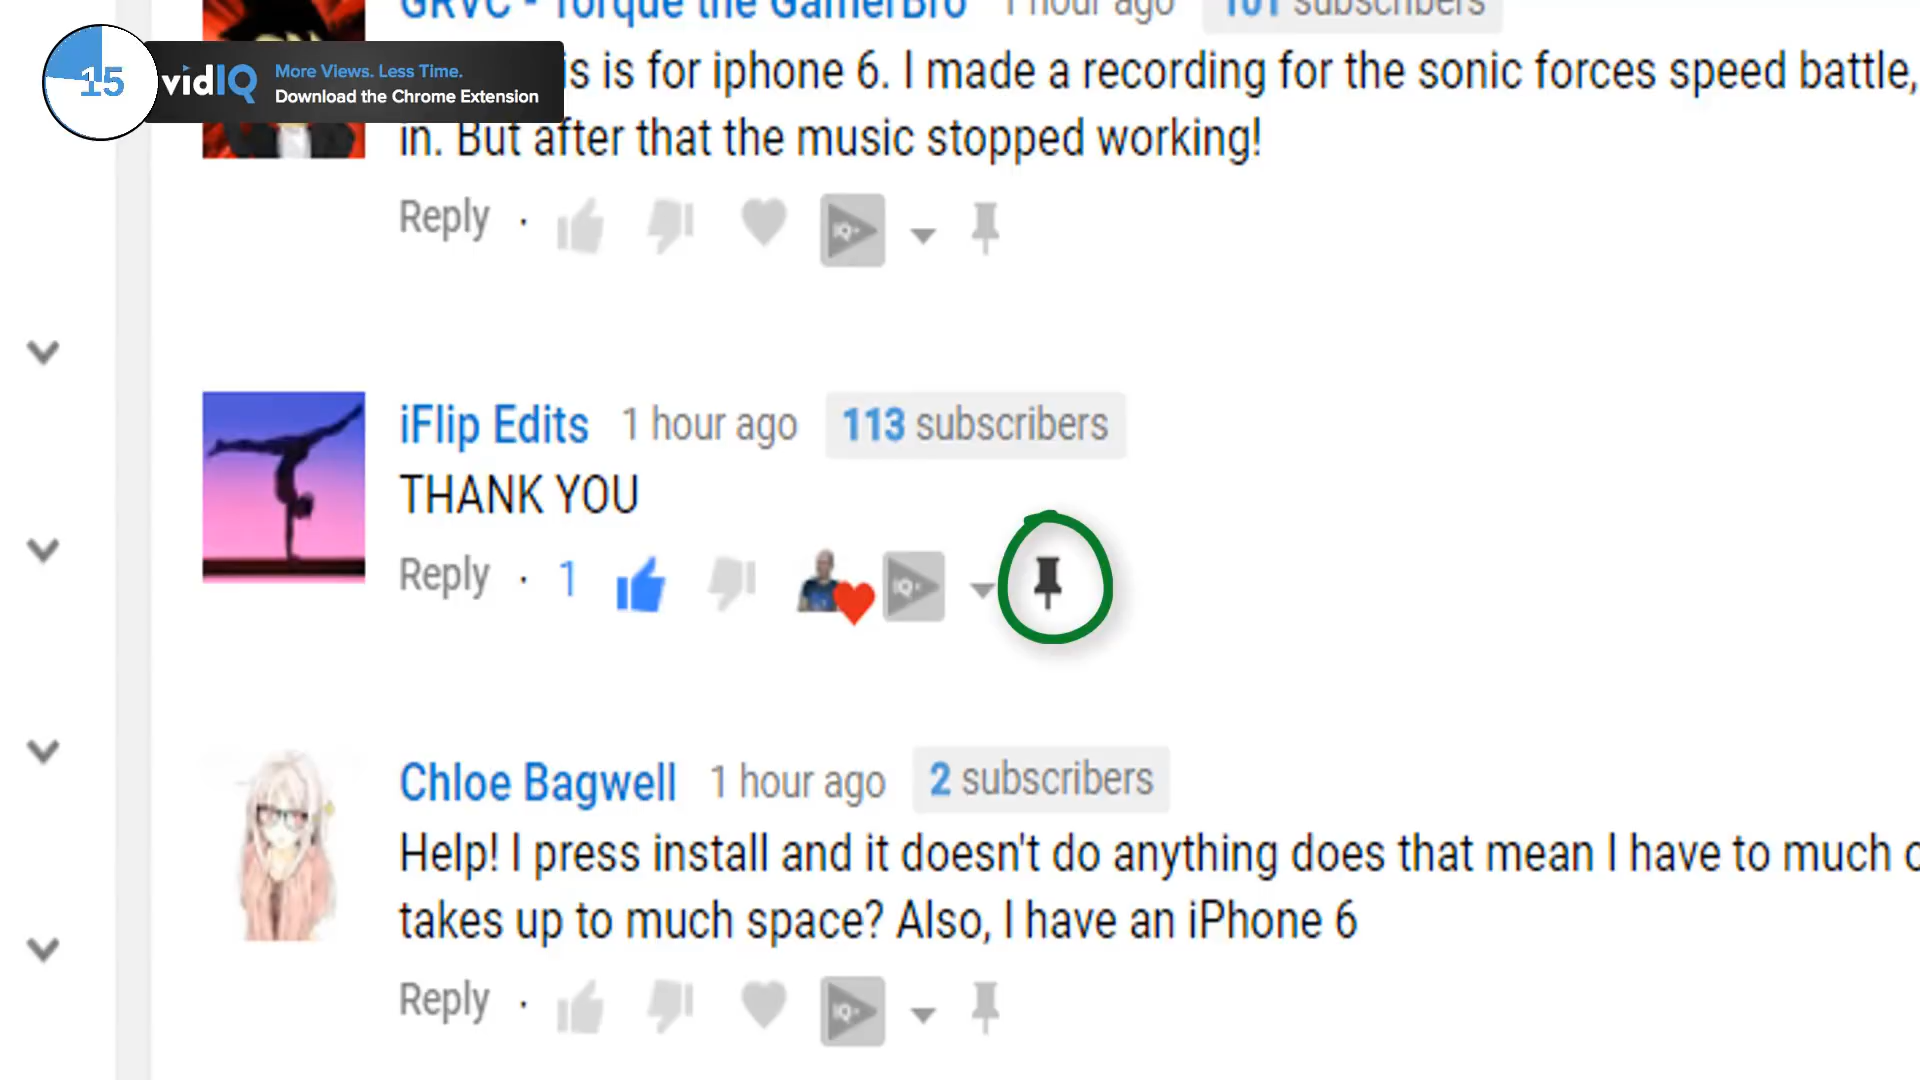 GRVC - Torque the GamerBro 1 hour ago 101 subscribers
15 vidIQ More Views. Less Time.
Download the Chrome Extension
is is for iphone 6. I made a recording for the sonic forces speed battle,
in. But after that the music stopped working!
Reply ·
iFlip Edits 1 hour ago 113 subscribers
THANK YOU
Reply · 1
Chloe Bagwell 1 hour ago 2 subscribers
Help! I press install and it doesn't do anything does that mean I have to much
takes up to much space? Also, I have an iPhone 6
Reply ·